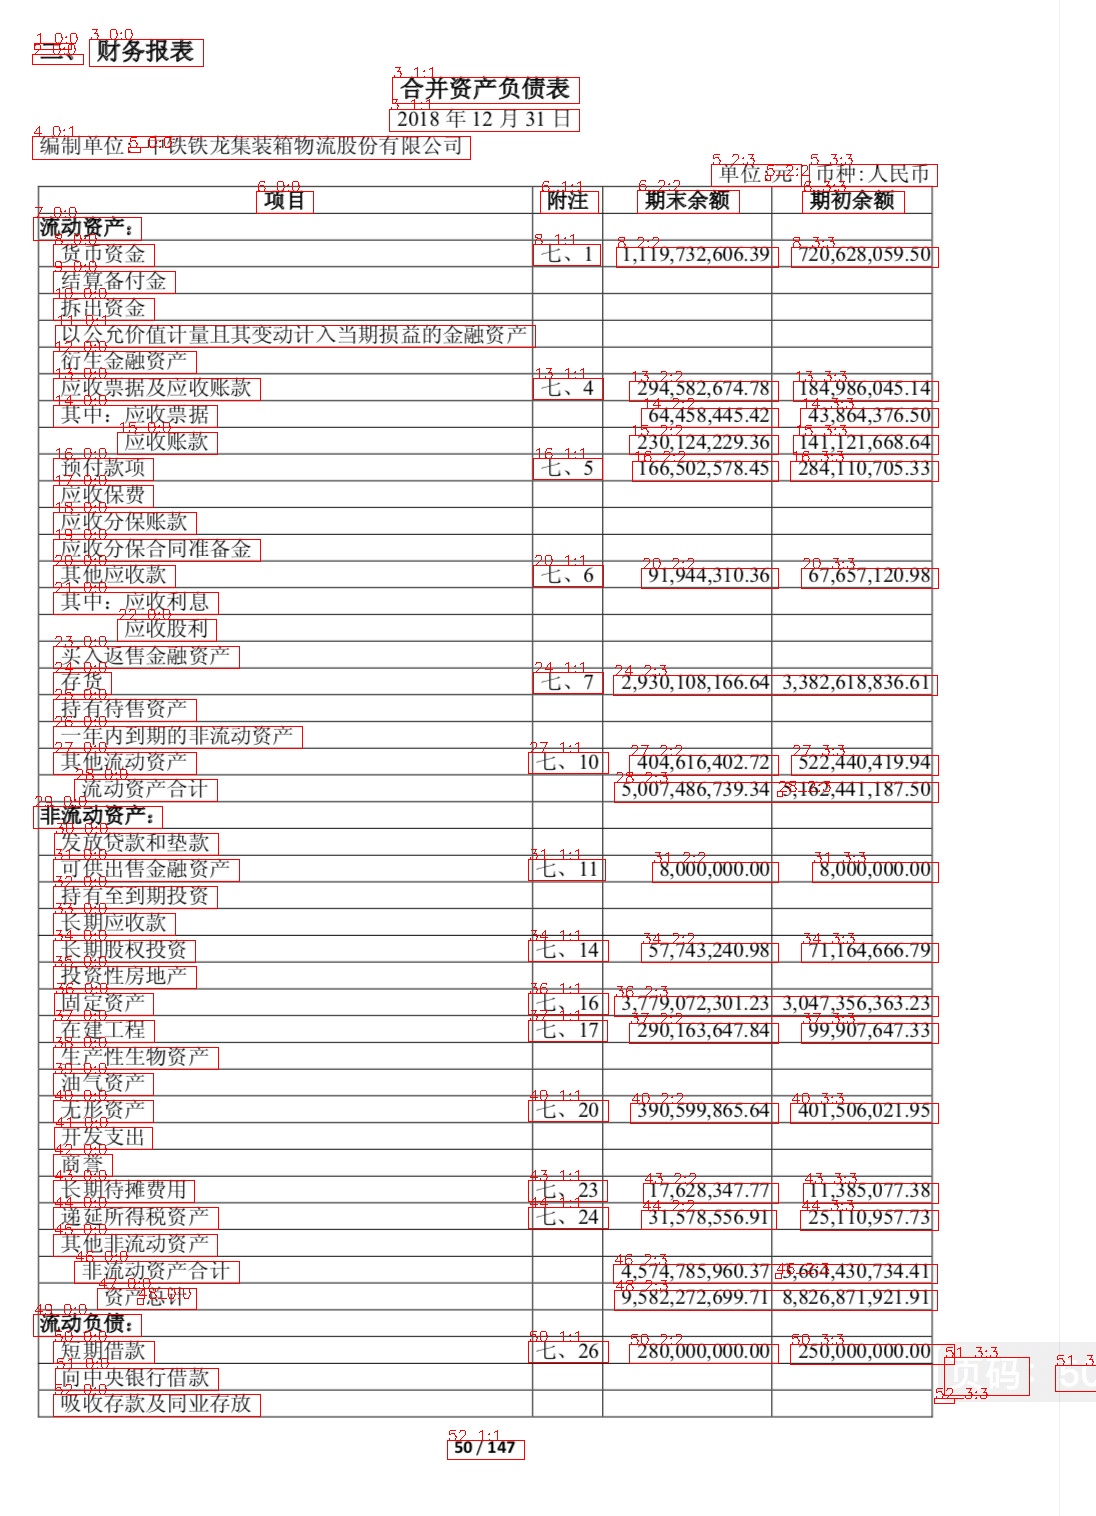 二、 财务报表
合并资产负债表
2018 年 12 月 31 日
编制单位:中铁铁龙集装箱物流股份有限公司
单位:元 币种:人民币
项目 附注 期末余额 期初余额
流动资产：
货币资金 七、1 1,119,732,606.39 720,628,059.50
结算备付金
拆出资金
以公允价值计量且其变动计入当期损益的金融资产
衍生金融资产
应收票据及应收账款 七、4 294,582,674.78 184,986,045.14
其中：应收票据 64,458,445.42 43,864,376.50
应收账款 230,124,229.36 141,121,668.64
预付款项 七、5 166,502,578.45 284,110,705.33
应收保费
应收分保账款
应收分保合同准备金
其他应收款 七、6 91,944,310.36 67,657,120.98
其中：应收利息
应收股利
买入返售金融资产
存货 七、7 2,930,108,166.64 3,382,618,836.61
持有待售资产
一年内到期的非流动资产
其他流动资产 七、10 404,616,402.72 522,440,419.94
流动资产合计 5,007,486,739.34 5,162,441,187.50
非流动资产：
发放贷款和垫款
可供出售金融资产 七、11 8,000,000.00 8,000,000.00
持有至到期投资
长期应收款
长期股权投资 七、14 57,743,240.98 71,164,666.79
投资性房地产
固定资产 七、16 3,779,072,301.23 3,047,356,363.23
在建工程 七、17 290,163,647.84 99,907,647.33
生产性生物资产
油气资产
无形资产 七、20 390,599,865.64 401,506,021.95
开发支出
商誉
长期待摊费用 七、23 17,628,347.77 11,385,077.38
递延所得税资产 七、24 31,578,556.91 25,110,957.73
其他非流动资产
非流动资产合计 4,574,785,960.37 3,664,430,734.41
资产总计 9,582,272,699.71 8,826,871,921.91
流动负债：
短期借款 七、26 280,000,000.00 250,000,000.00
向中央银行借款
吸收存款及同业存放
页码：50
50 / 147